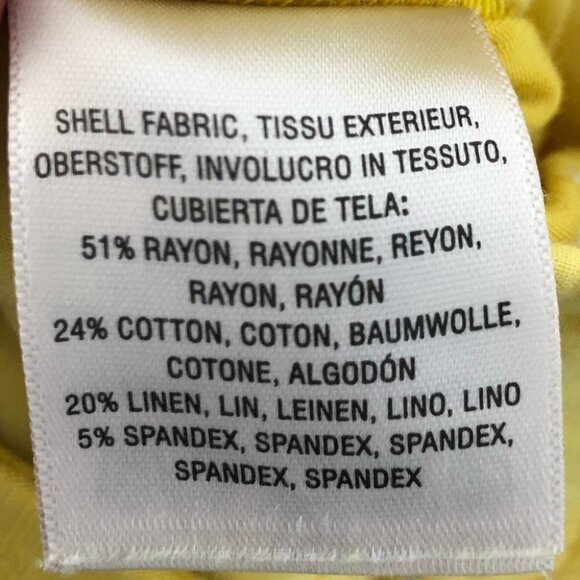 SHELL FABRIC, TISSU EXTERIEUR,
OBERSTOFF, INVOLUCRO IN TESSUTO,
CUBIERTA DE TELA:
51% RAYON, RAYONNE, REYON,
RAYON, RAYÓN
24% COTTON, COTON, BAUMWOLLE,
COTONE, ALGODÓN
20% LINEN, LIN, LEINEN, LINO, LINO
5% SPANDEX, SPANDEX, SPANDEX,
SPANDEX, SPANDEX